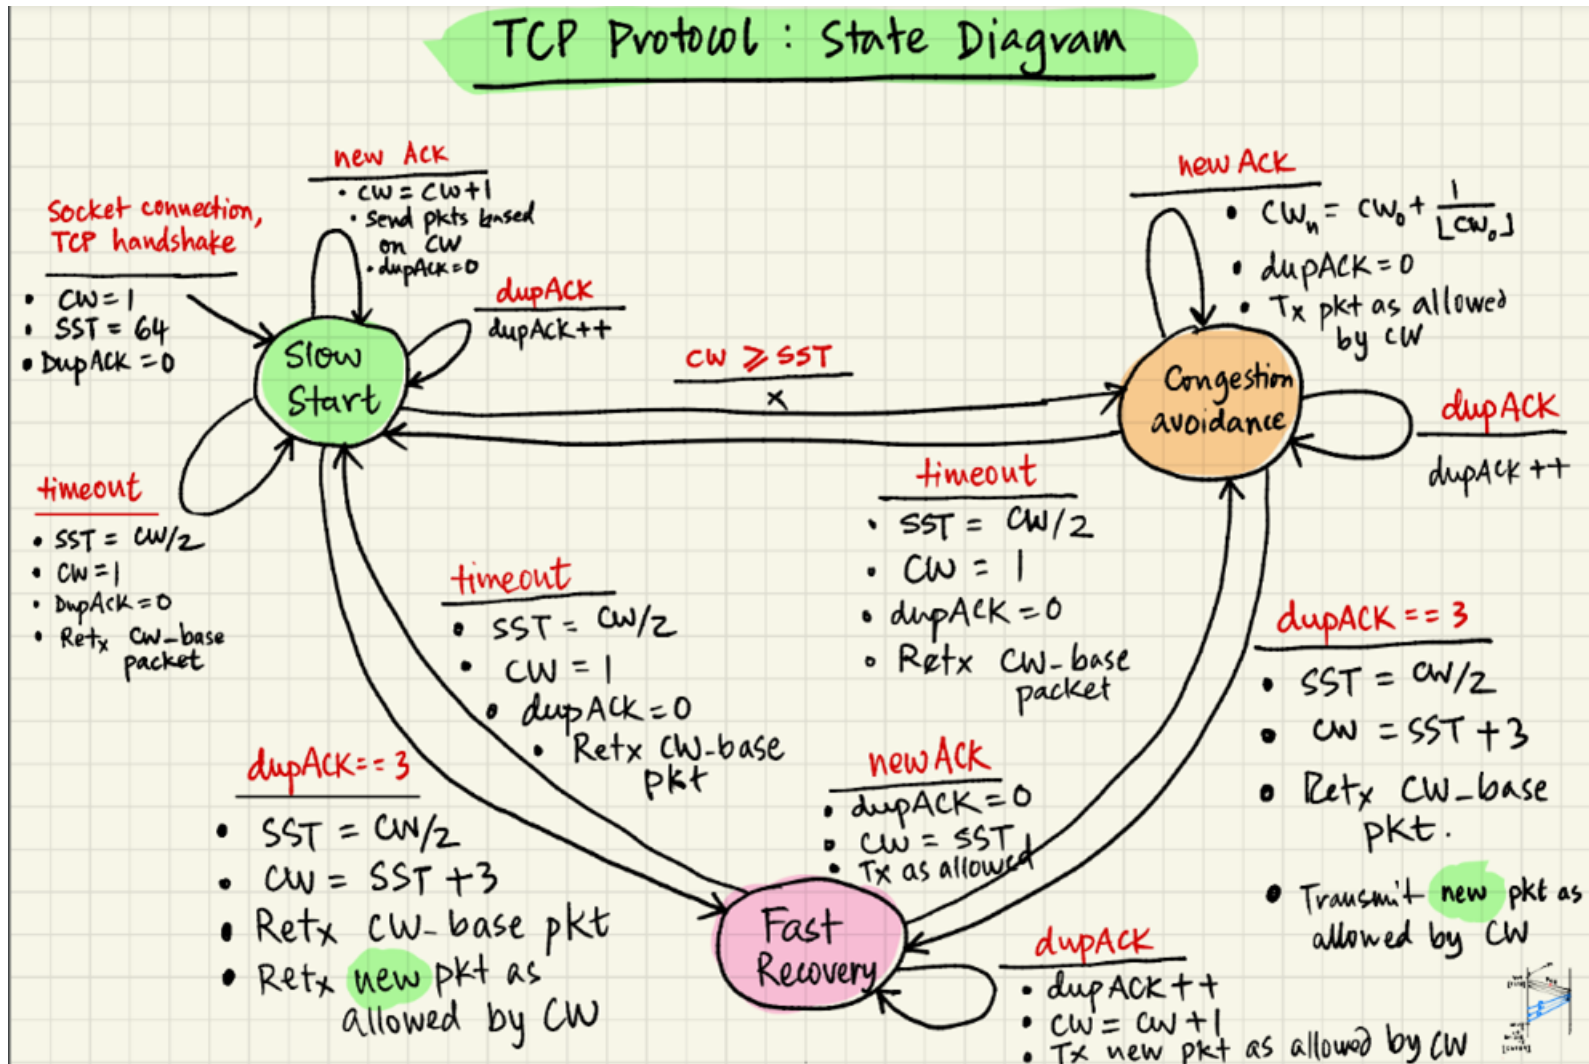 TCP Protocol : State Diagram
new Ack
• CW = CW+1
• Send pkts based
on CW
• dupACK=0
Socket connection,
TCP handshake
• CW=1
• SST = 64
• DupACK = 0
dupACK
dupACK++
Slow
Start
CW ⩾ SST
x
new Ack
• CWn = CW0 + 1/⌊CW0⌋
• dupACK = 0
• Tx pkt as allowed
by CW
Congestion
avoidance
dupACK
dupACK ++
timeout
• SST = CW/2
• CW=1
• DupACK=0
• Retx CW-base
packet
timeout
• SST = CW/2
• CW = 1
• dupACK = 0
• Retx CW-base
pkt
timeout
• SST = CW/2
• CW = 1
• dupACK=0
• Retx CW-base
packet
dupACK == 3
• SST = CW/2
• CW = SST +3
• Retx CW-base
pkt.
• Transmit new pkt as
allowed by CW
dupACK== 3
• SST = CW/2
• CW = SST +3
• Retx CW-base pkt
• Retx new pkt as
allowed by CW
new ACK
• dupACK=0
• CW = SST
• Tx as allowed
Fast
Recovery
dupACK
• dupACK++
• CW = CW+1
• Tx new pkt as allowed by CW